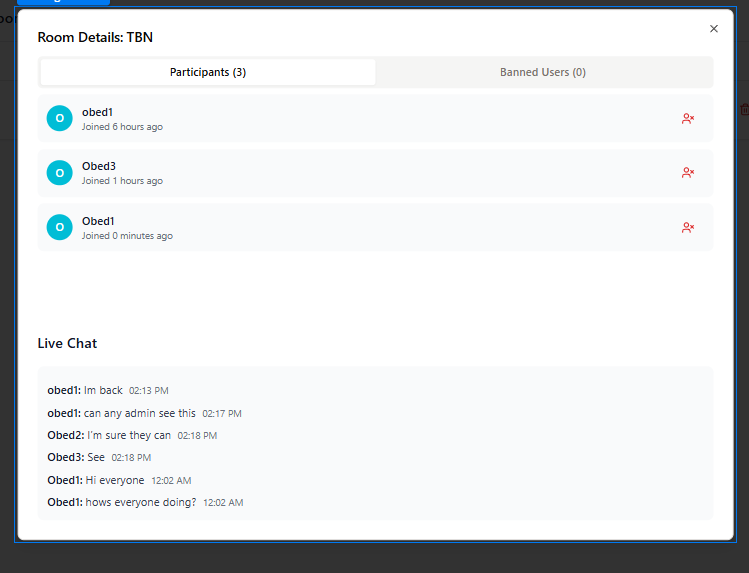 Room Details: TBN
Participants (3)
Banned Users (0)
O
obed1
Joined 6 hours ago
O
Obed3
Joined 1 hours ago
O
Obed1
Joined 0 minutes ago
Live Chat
obed1: Im back 02:13 PM
obed1: can any admin see this 02:17 PM
Obed2: I'm sure they can 02:18 PM
Obed3: See 02:18 PM
Obed1: Hi everyone 12:02 AM
Obed1: hows everyone doing? 12:02 AM